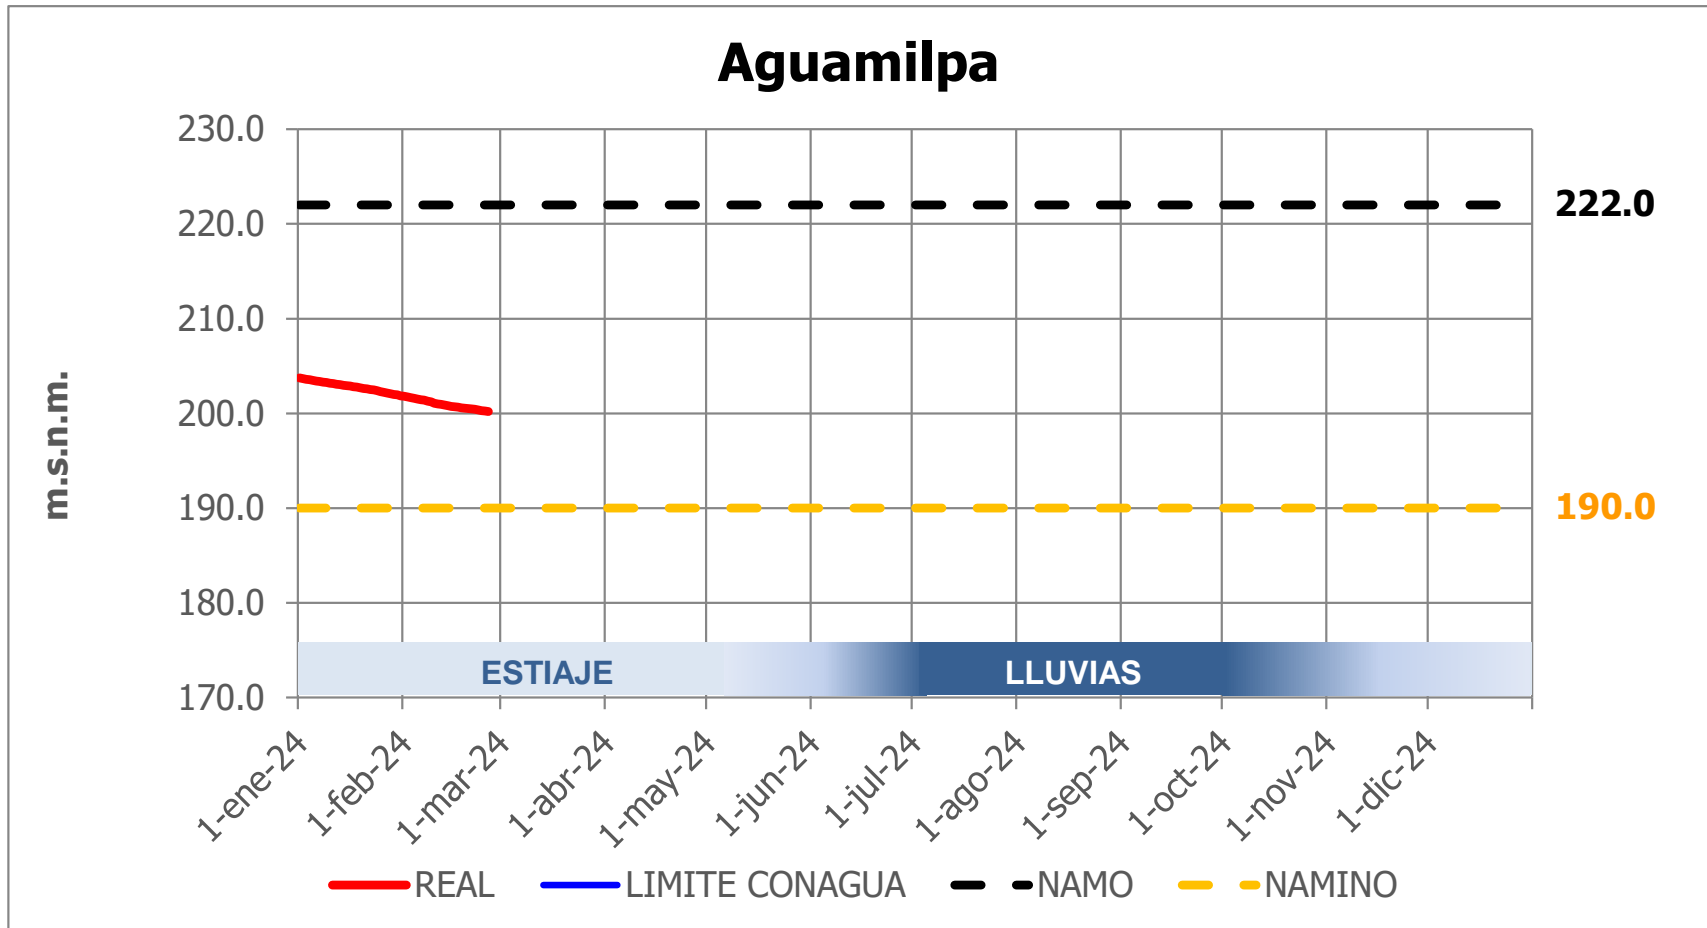 Aguamilpa
230.0
220.0
210.0
200.0
190.0
180.0
170.0
m.s.n.m.
222.0
190.0
ESTIAJE
LLUVIAS
1-ene-24
1-feb-24
1-mar-24
1-abr-24
1-may-24
1-jun-24
1-jul-24
1-ago-24
1-sep-24
1-oct-24
1-nov-24
1-dic-24
REAL
LIMITE CONAGUA
NAMO
NAMINO